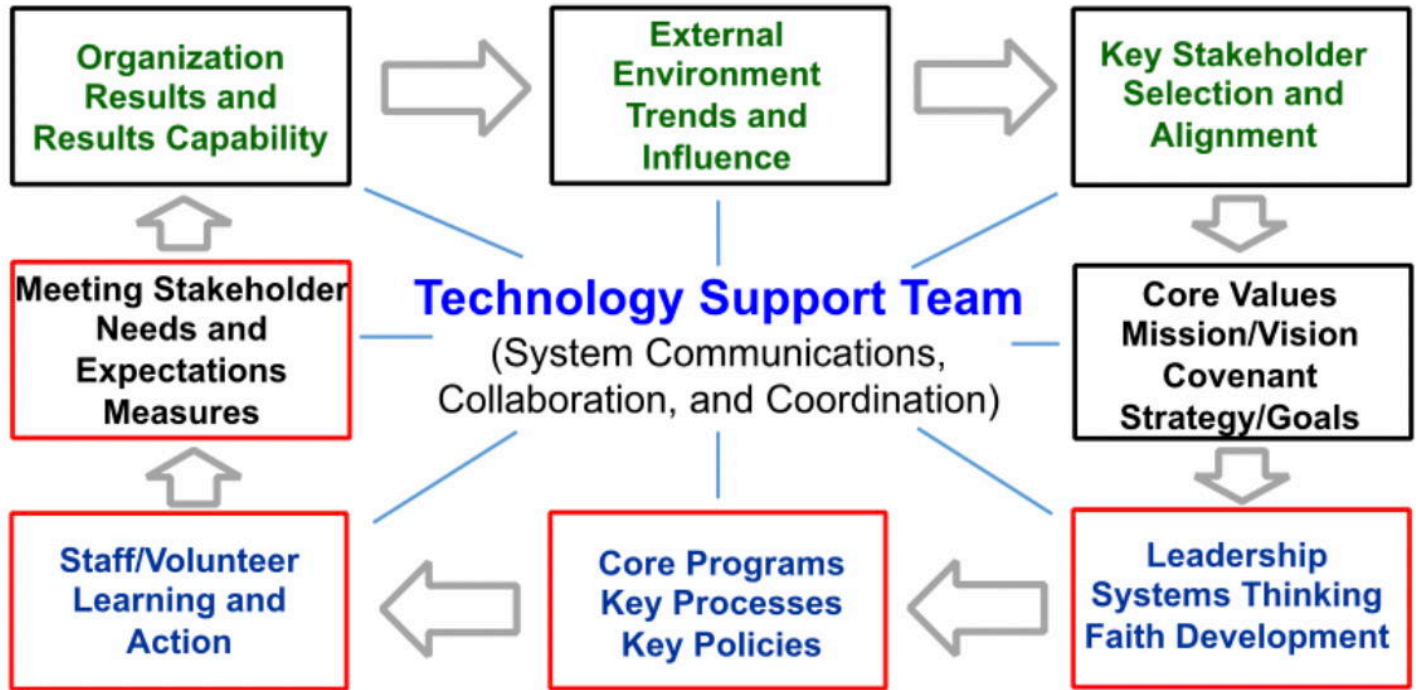 Organization
Results and
Results Capability
External
Environment
Trends and
Influence
Key Stakeholder
Selection and
Alignment
Meeting Stakeholder
Needs and
Expectations
Measures
Technology Support Team
(System Communications,
Collaboration, and Coordination)
Core Values
Mission/Vision
Covenant
Strategy/Goals
Staff/Volunteer
Learning and
Action
Core Programs
Key Processes
Key Policies
Leadership
Systems Thinking
Faith Development